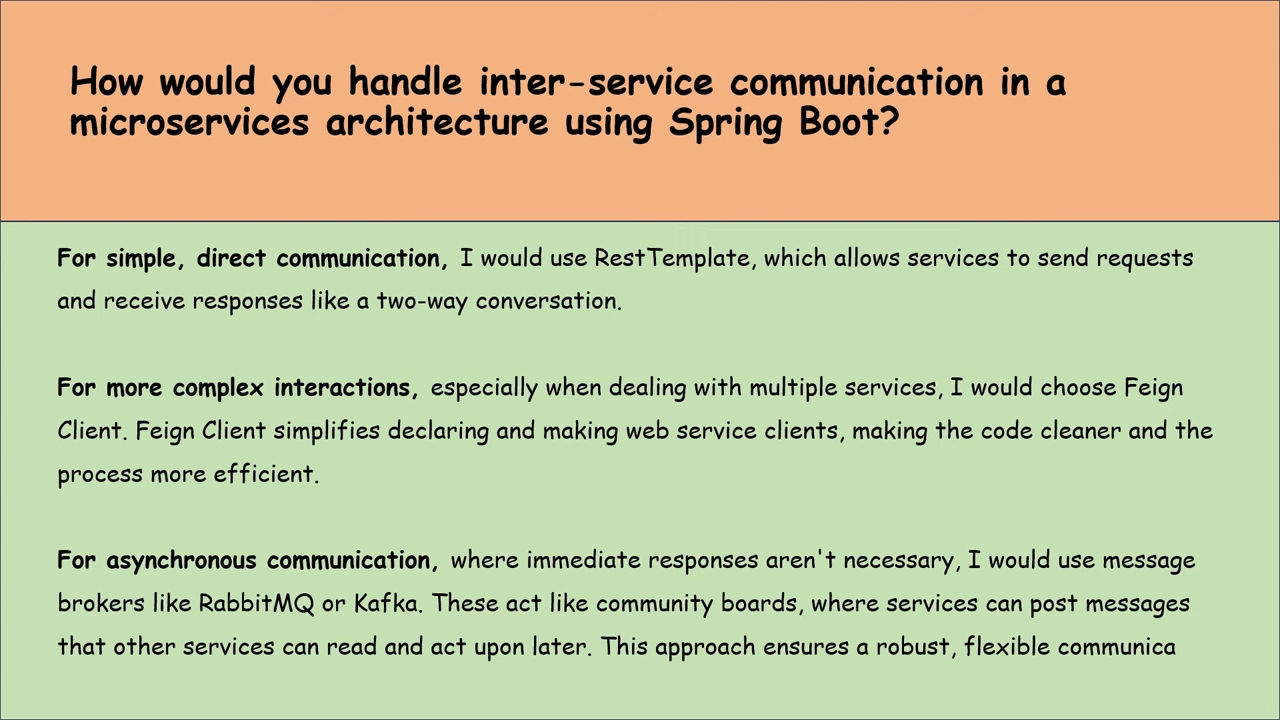 How would you handle inter-service communication in a
microservices architecture using Spring Boot?
For simple, direct communication, I would use RestTemplate, which allows services to send requests
and receive responses like a two-way conversation.
For more complex interactions, especially when dealing with multiple services, I would choose Feign
Client. Feign Client simplifies declaring and making web service clients, making the code cleaner and the
process more efficient.
For asynchronous communication, where immediate responses aren't necessary, I would use message
brokers like RabbitMQ or Kafka. These act like community boards, where services can post messages
that other services can read and act upon later. This approach ensures a robust, flexible communica